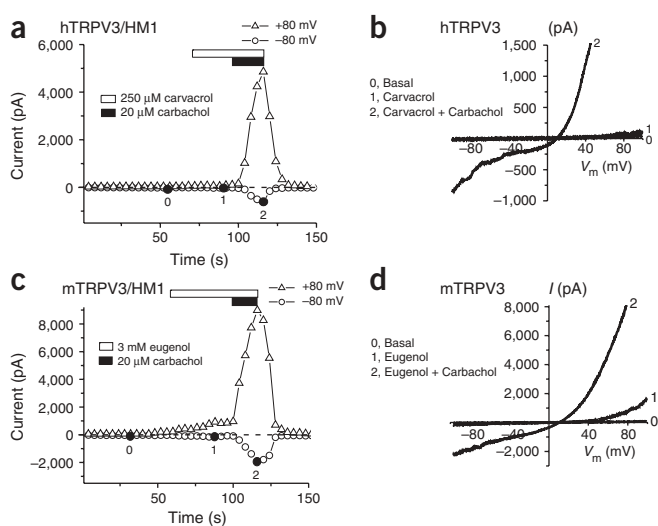 a
hTRPV3/HM1
+80 mV
−80 mV
6,000
4,000
2,000
0
Current (pA)
250 μM carvacrol
20 μM carbachol
0
1
2
50
100
150
Time (s)
b
hTRPV3
(pA)
1,500
1,000
500
−500
−1,000
0, Basal
1, Carvacrol
2, Carvacrol + Carbachol
2
1
0
−80
−40
40
80
Vm (mV)
c
mTRPV3/HM1
+80 mV
−80 mV
8,000
6,000
4,000
2,000
0
−2,000
Current (pA)
3 mM eugenol
20 μM carbachol
0
1
2
50
100
150
Time (s)
d
mTRPV3
I (pA)
8,000
6,000
4,000
2,000
−2,000
0, Basal
1, Eugenol
2, Eugenol + Carbachol
2
1
0
−80
−40
40
80
Vm (mV)